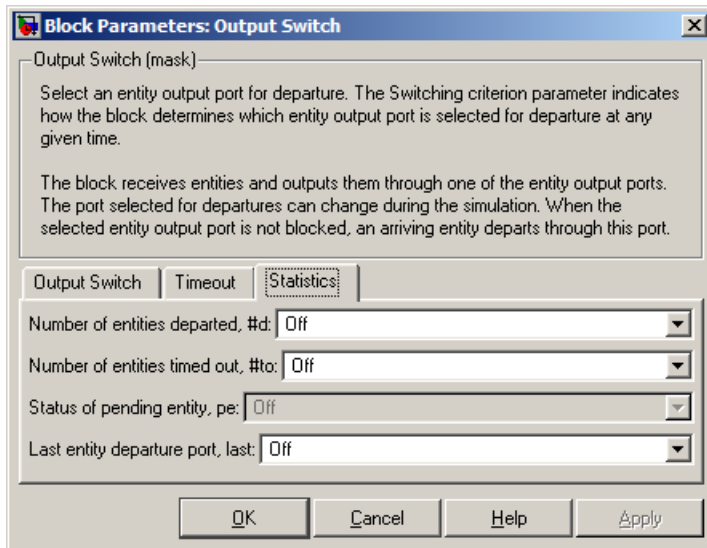 Block Parameters: Output Switch
Output Switch (mask)
Select an entity output port for departure. The Switching criterion parameter indicates
how the block determines which entity output port is selected for departure at any
given time.
The block receives entities and outputs them through one of the entity output ports.
The port selected for departures can change during the simulation. When the
selected entity output port is not blocked, an arriving entity departs through this port.
Output Switch Timeout Statistics
Number of entities departed, #d: Off
Number of entities timed out, #to: Off
Status of pending entity, pe: Off
Last entity departure port, last: Off
OK Cancel Help Apply